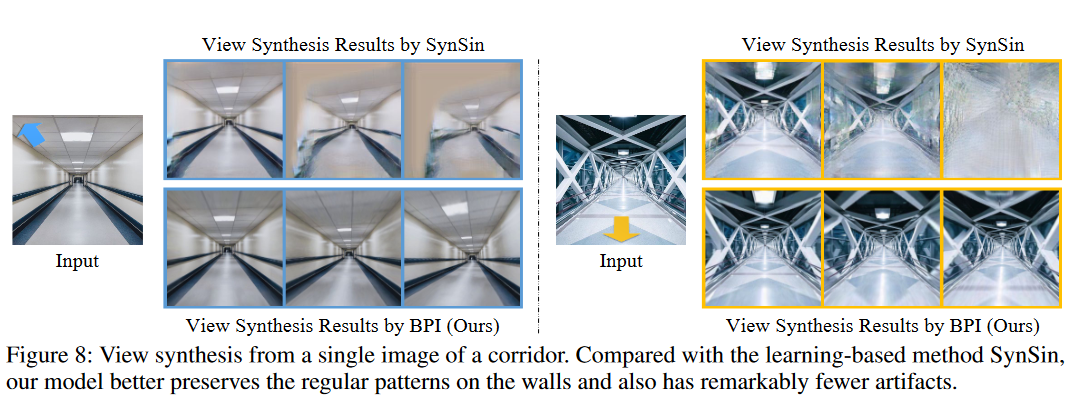 View Synthesis Results by SynSin
View Synthesis Results by SynSin
Input
Input
View Synthesis Results by BPI (Ours)
View Synthesis Results by BPI (Ours)
Figure 8: View synthesis from a single image of a corridor. Compared with the learning-based method SynSin,
our model better preserves the regular patterns on the walls and also has remarkably fewer artifacts.